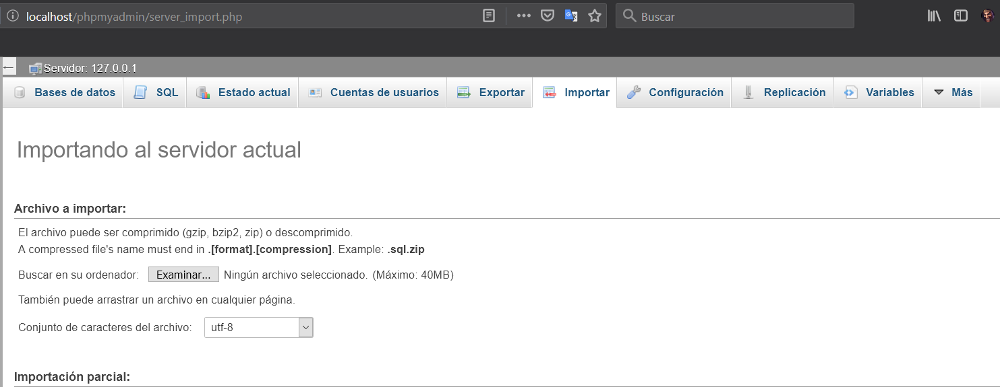 localhost/phpmyadmin/server_import.php
Buscar
Servidor: 127.0.0.1
Bases de datos SQL Estado actual Cuentas de usuarios Exportar Importar Configuración Replicación Variables Más
Importando al servidor actual
Archivo a importar:
El archivo puede ser comprimido (gzip, bzip2, zip) o descomprimido.
A compressed file's name must end in .[format].[compression]. Example: .sql.zip
Buscar en su ordenador: Examinar... Ningún archivo seleccionado. (Máximo: 40MB)
También puede arrastrar un archivo en cualquier página.
Conjunto de caracteres del archivo: utf-8
Importación parcial: